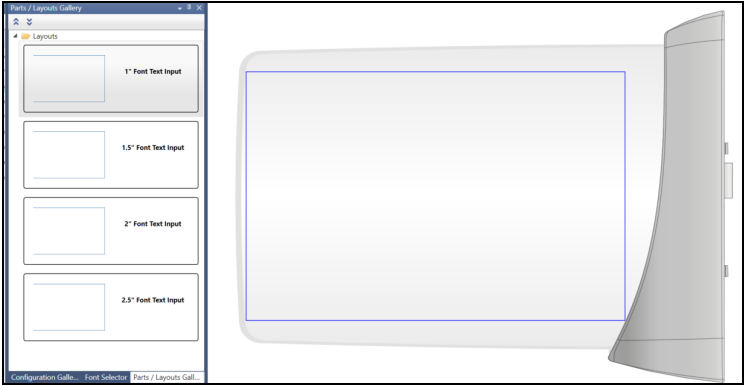 Parts / Layouts Gallery
Layouts
1" Font Text Input
1.5" Font Text Input
2" Font Text Input
2.5" Font Text Input
Configuration Galle... Font Selector Parts / Layouts Gall...